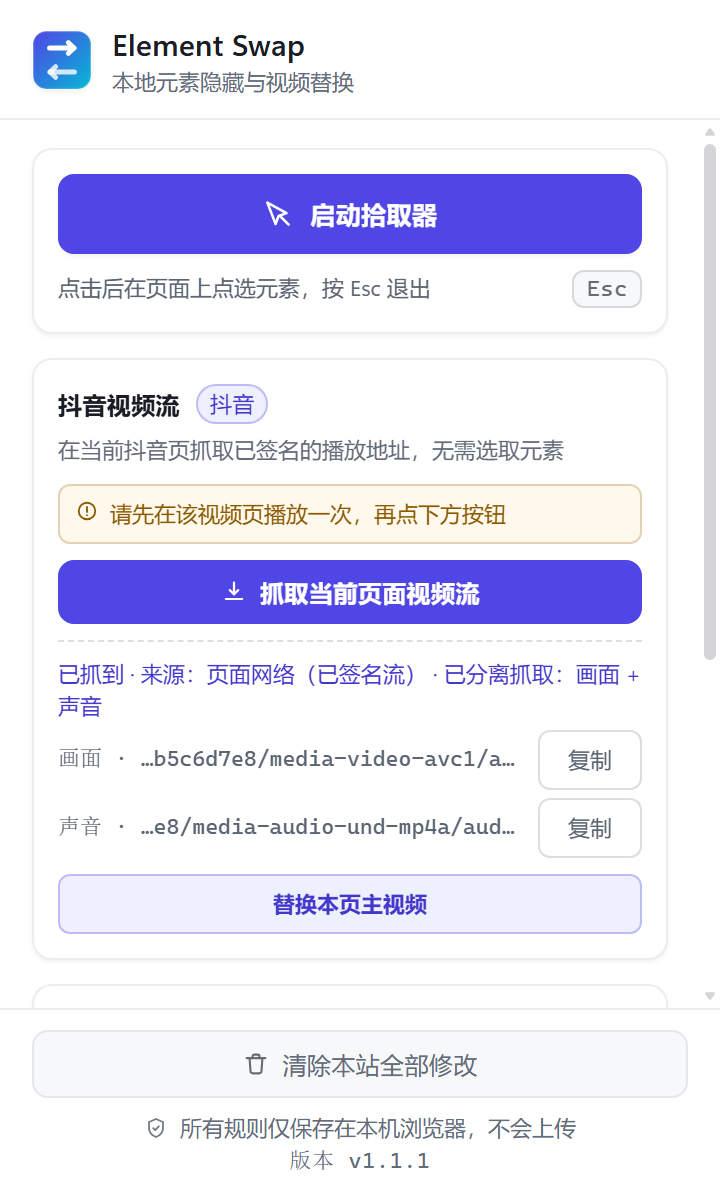 Element Swap
本地元素隐藏与视频替换
启动拾取器
点击后在页面上点选元素，按 Esc 退出
Esc
抖音视频流 抖音
在当前抖音页抓取已签名的播放地址，无需选取元素
请先在该视频页播放一次，再点下方按钮
抓取当前页面视频流
已抓到 · 来源：页面网络（已签名流） · 已分离抓取：画面 +
声音
画面 · …b5c6d7e8/media-video-avc1/a… 复制
声音 · …e8/media-audio-und-mp4a/aud… 复制
替换本页主视频
清除本站全部修改
所有规则仅保存在本机浏览器，不会上传
版本 v1.1.1